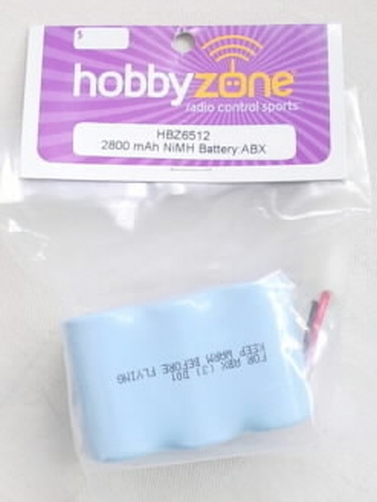 $
hobbyzone
radio control sports
HBZ6512
2800 mAh NiMH Battery:ABX
FOR ABX (3) D01
KEEP WARM BEFORE FLYING